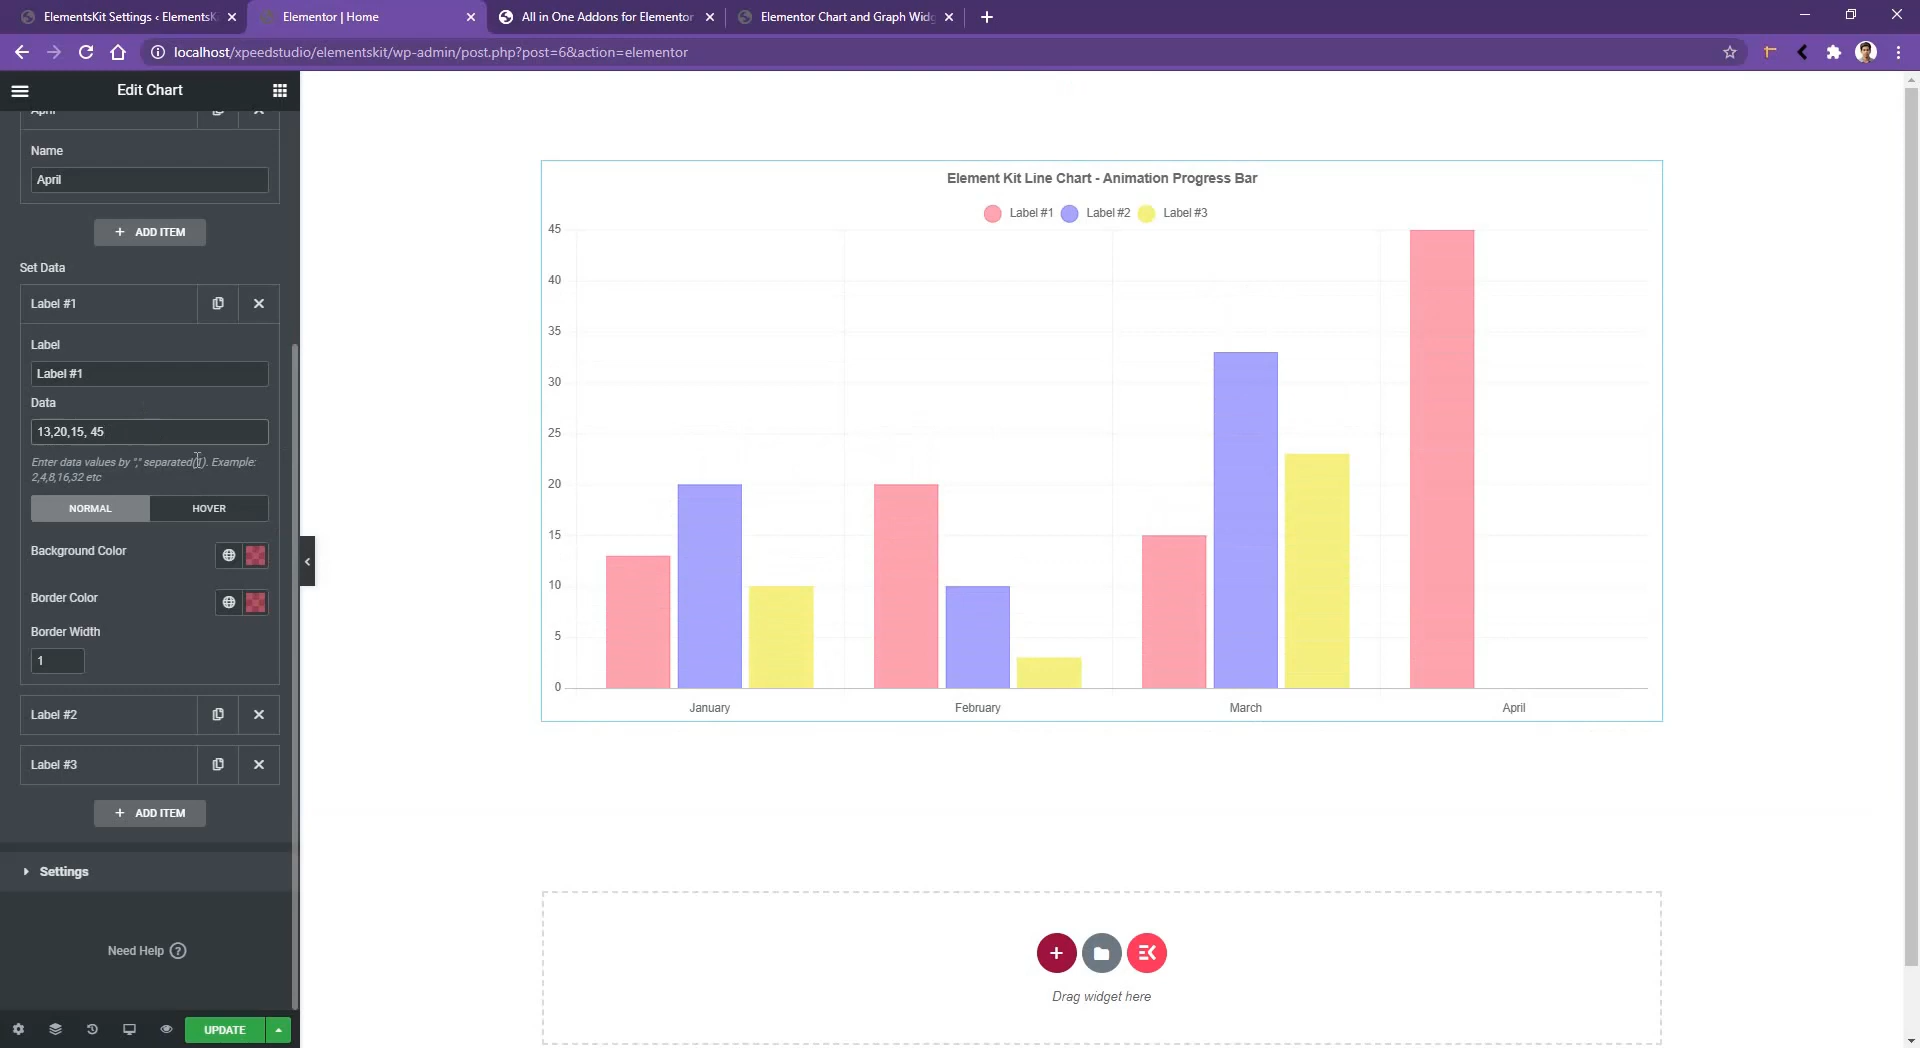 ElementsKit Settings ‹ ElementsK
Elementor | Home
All in One Addons for Elementor
Elementor Chart and Graph Widg
localhost/xpeedstudio/elementskit/wp-admin/post.php?post=6&action=elementor
Edit Chart
April
Name
April
+ ADD ITEM
Set Data
Label #1
Label
Label #1
Data
13,20,15, 45
Enter data values by "," separated(1). Example:
2,4,8,16,32 etc
NORMAL
HOVER
Background Color
Border Color
Border Width
1
Label #2
Label #3
+ ADD ITEM
Settings
Need Help ?
UPDATE
Element Kit Line Chart - Animation Progress Bar
Label #1 Label #2 Label #3
45
40
35
30
25
20
15
10
5
0
January February March April
Drag widget here